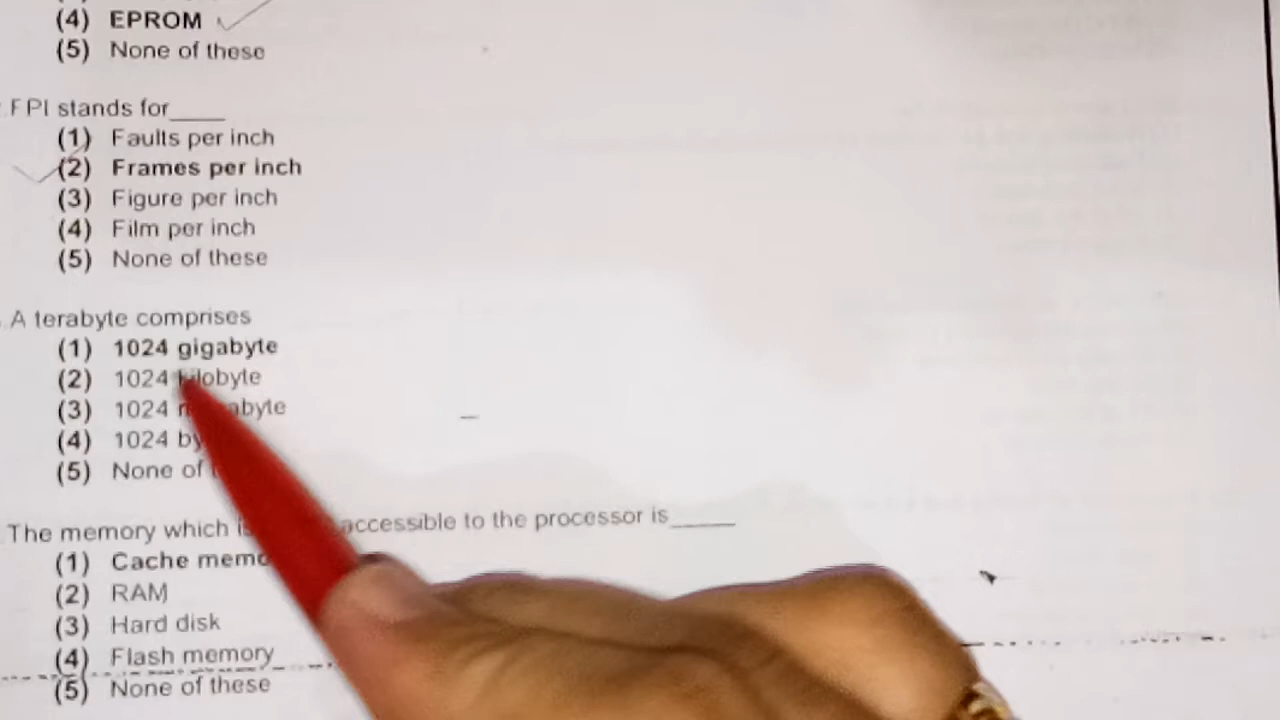 (4) EPROM
(5) None of these
FPI stands for____
(1) Faults per inch
(2) Frames per inch
(3) Figure per inch
(4) Film per inch
(5) None of these
A terabyte comprises
(1) 1024 gigabyte
(2) 1024 kilobyte
(3) 1024
(4) 1024
(5) None of
The memory which accessible to the processor is____
(1) Cache
(2) RAM
(3) Hard disk
(4) Flash memory
(5) None of these